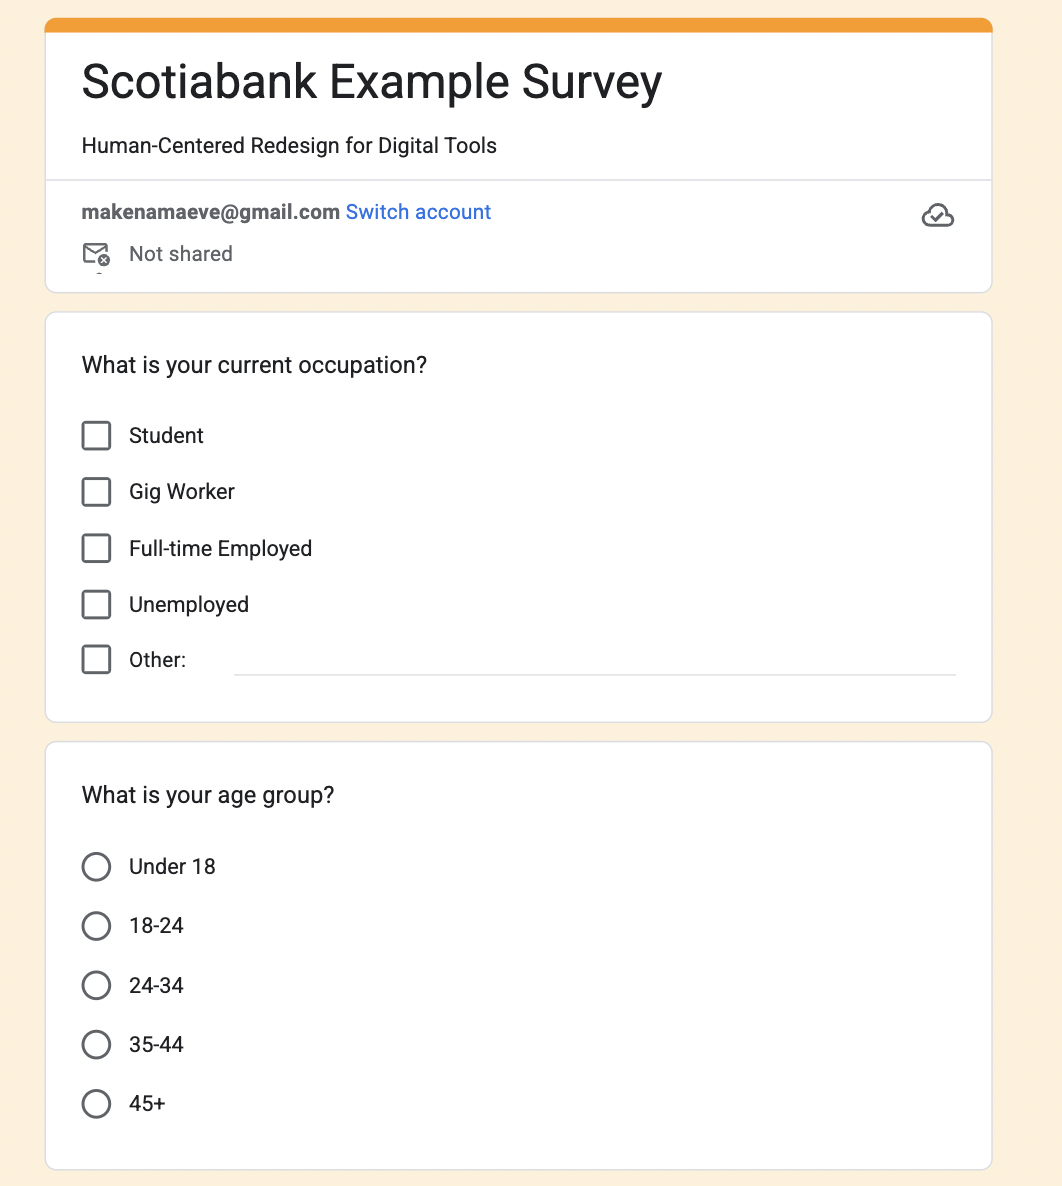 Scotiabank Example Survey
Human-Centered Redesign for Digital Tools
makenamaeve@gmail.com Switch account
Not shared
What is your current occupation?
Student
Gig Worker
Full-time Employed
Unemployed
Other:
What is your age group?
Under 18
18-24
24-34
35-44
45+